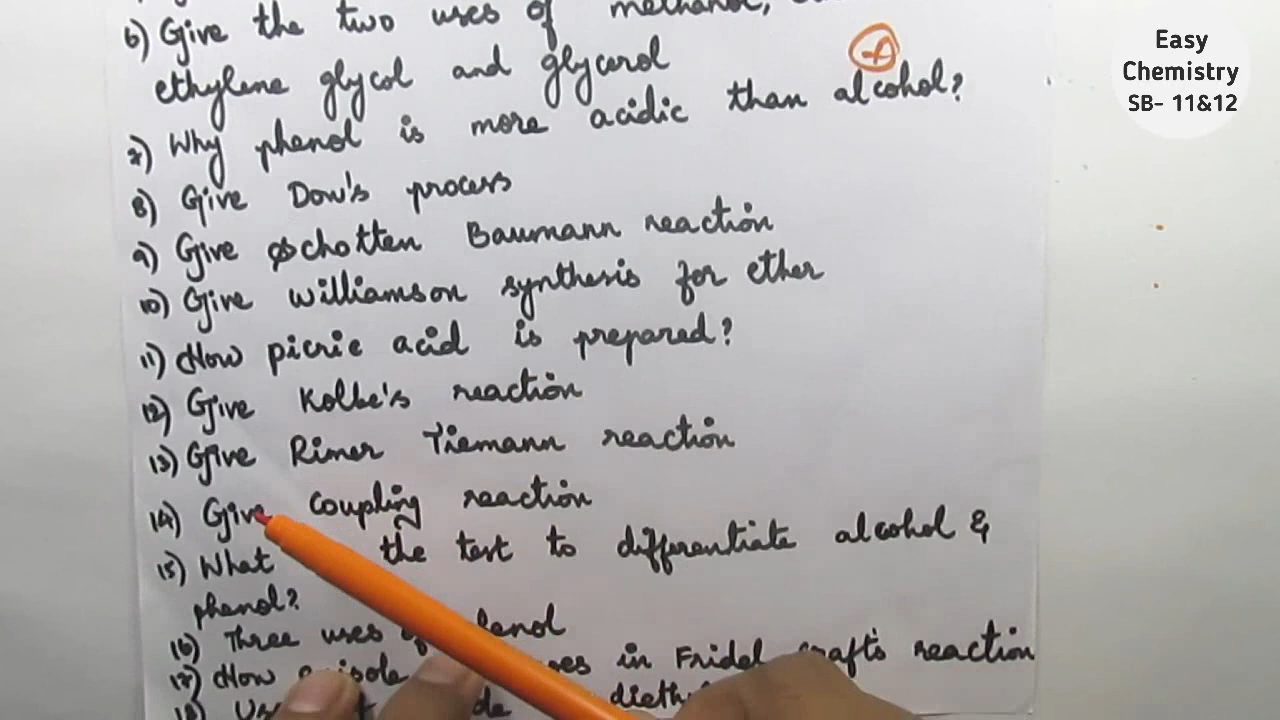 6) Give the two uses of methanol,
ethylene glycol and glycerol
7) Why phenol is more acidic than alcohol?
8) Give Dow's process
9) Give Schotten Baumann reaction
10) Give Williamson synthesis for ether
11) How picric acid is prepared?
12) Give Kolbe's reaction
13) Give Rimer Tiemann reaction
14) Give Coupling reaction
15) What the test to differentiate alcohol &
phenol?
16) Three uses of phenol
17) How anisole in Fridel crafts reaction
18)
Easy
Chemistry
SB- 11&12